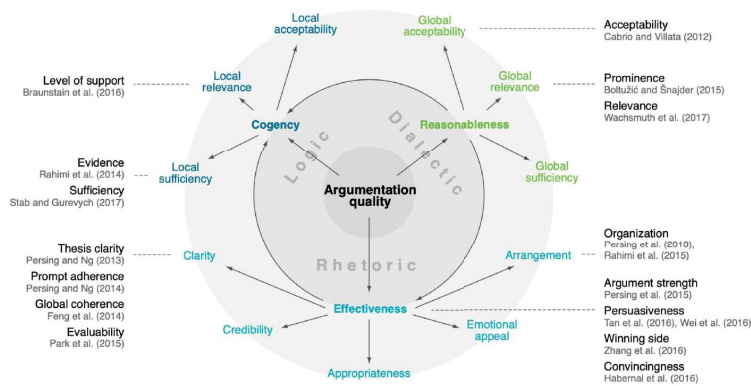 Local
acceptability
Global
acceptability
Acceptability
Cabrio and Villata (2012)
Level of support
Braunstain et al. (2016)
Local
relevance
Global
relevance
Prominence
Boltužić and Šnajder (2015)
Relevance
Wachsmuth et al. (2017)
Cogency
Reasonableness
Logic
Dialectic
Evidence
Rahimi et al. (2014)
Sufficiency
Stab and Gurevych (2017)
Local
sufficiency
Global
sufficiency
Argumentation
quality
Rhetoric
Thesis clarity
Persing and Ng (2013)
Prompt adherence
Persing and Ng (2014)
Global coherence
Feng et al. (2014)
Evaluability
Park et al. (2015)
Clarity
Arrangement
Effectiveness
Credibility
Emotional
appeal
Appropriateness
Organization
Persing et al. (2010),
Rahimi et al. (2015)
Argument strength
Persing et al. (2015)
Persuasiveness
Tan et al. (2016), Wei et al. (2016)
Winning side
Zhang et al. (2016)
Convincingness
Habernal et al. (2016)